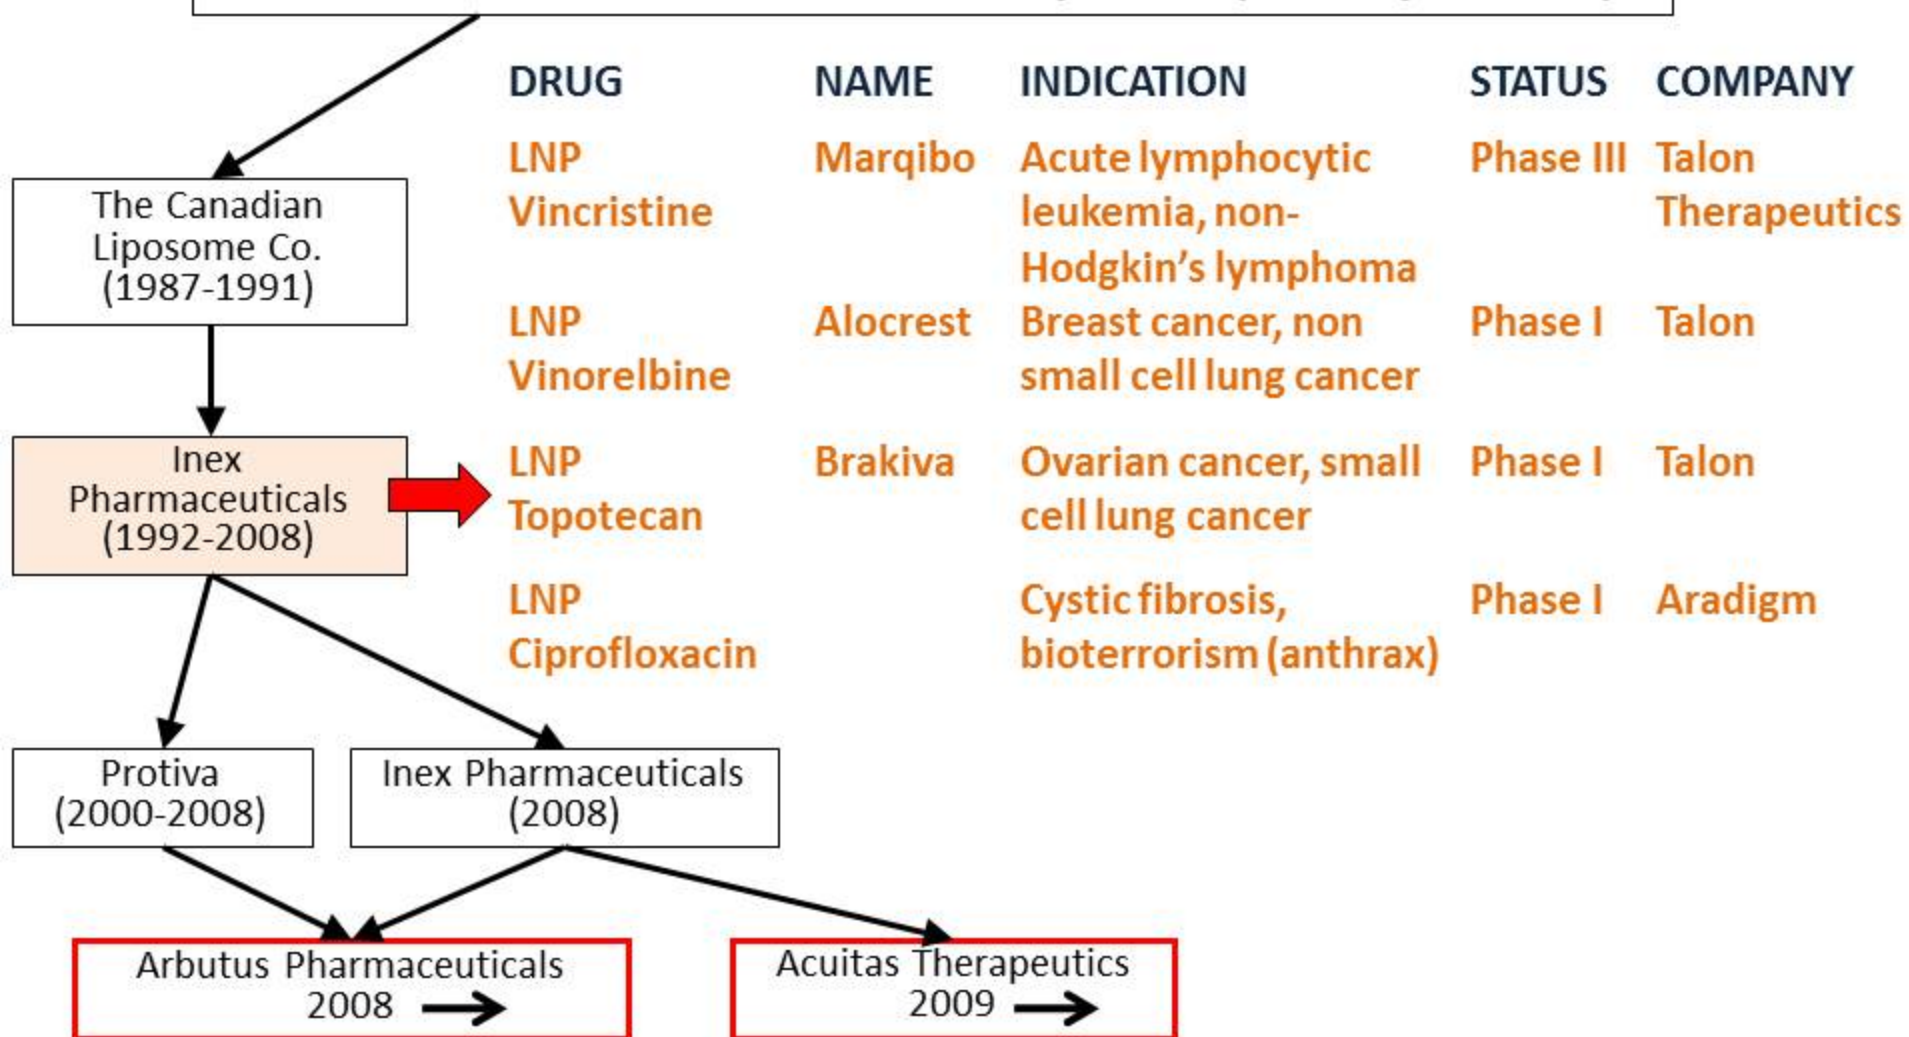 DRUG NAME INDICATION STATUS COMPANY
LNP Marqibo Acute lymphocytic Phase III Talon
Vincristine leukemia, non- Therapeutics
Hodgkin's lymphoma
LNP Alocrest Breast cancer, non Phase I Talon
Vinorelbine small cell lung cancer
LNP Brakiva Ovarian cancer, small Phase I Talon
Topotecan cell lung cancer
LNP Cystic fibrosis, Phase I Aradigm
Ciprofloxacin bioterrorism (anthrax)
The Canadian
Liposome Co.
(1987-1991)
Inex
Pharmaceuticals
(1992-2008)
Protiva
(2000-2008)
Inex Pharmaceuticals
(2008)
Arbutus Pharmaceuticals
2008
Acuitas Therapeutics
2009